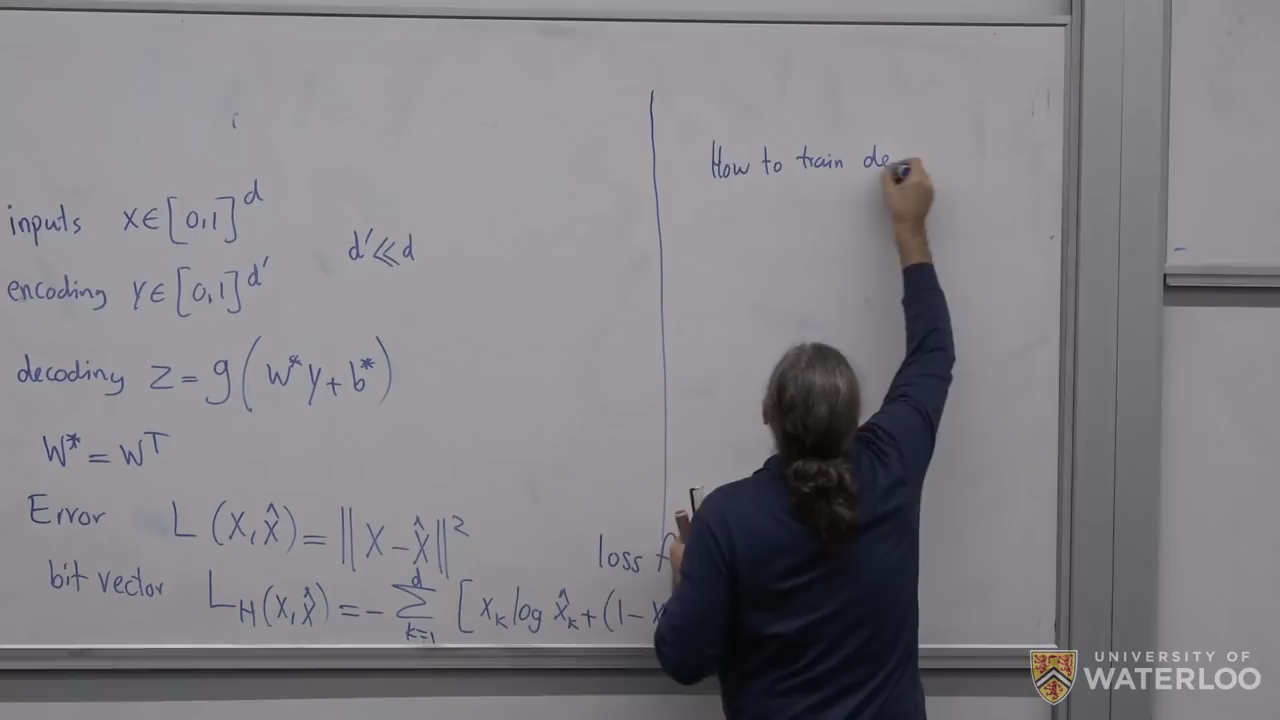 inputs x∈[0,1]^d
d'≪d
encoding y∈[0,1]^d'
decoding z=g(w*y+b*)
w*=w^T
Error L(x,x̂)=‖x-x̂‖²
loss
bit vector L_H(x,x̂)=-∑_{k=1}^{d}[x_k log x̂_k+(1-x
How to train de
UNIVERSITY OF
WATERLOO